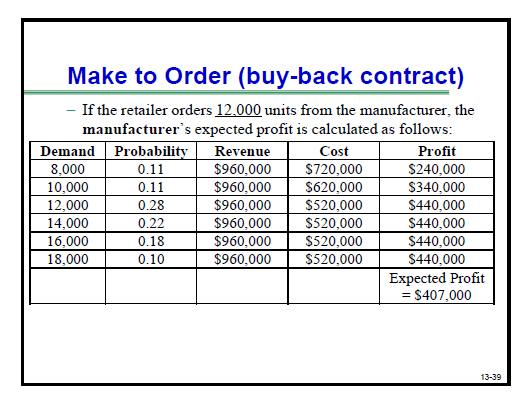 Make to Order (buy-back contract)
– If the retailer orders 12,000 units from the manufacturer, the
manufacturer's expected profit is calculated as follows:
Demand Probability Revenue Cost Profit
8,000 0.11 $960,000 $720,000 $240,000
10,000 0.11 $960,000 $620,000 $340,000
12,000 0.28 $960,000 $520,000 $440,000
14,000 0.22 $960,000 $520,000 $440,000
16,000 0.18 $960,000 $520,000 $440,000
18,000 0.10 $960,000 $520,000 $440,000
Expected Profit
= $407,000
13-39